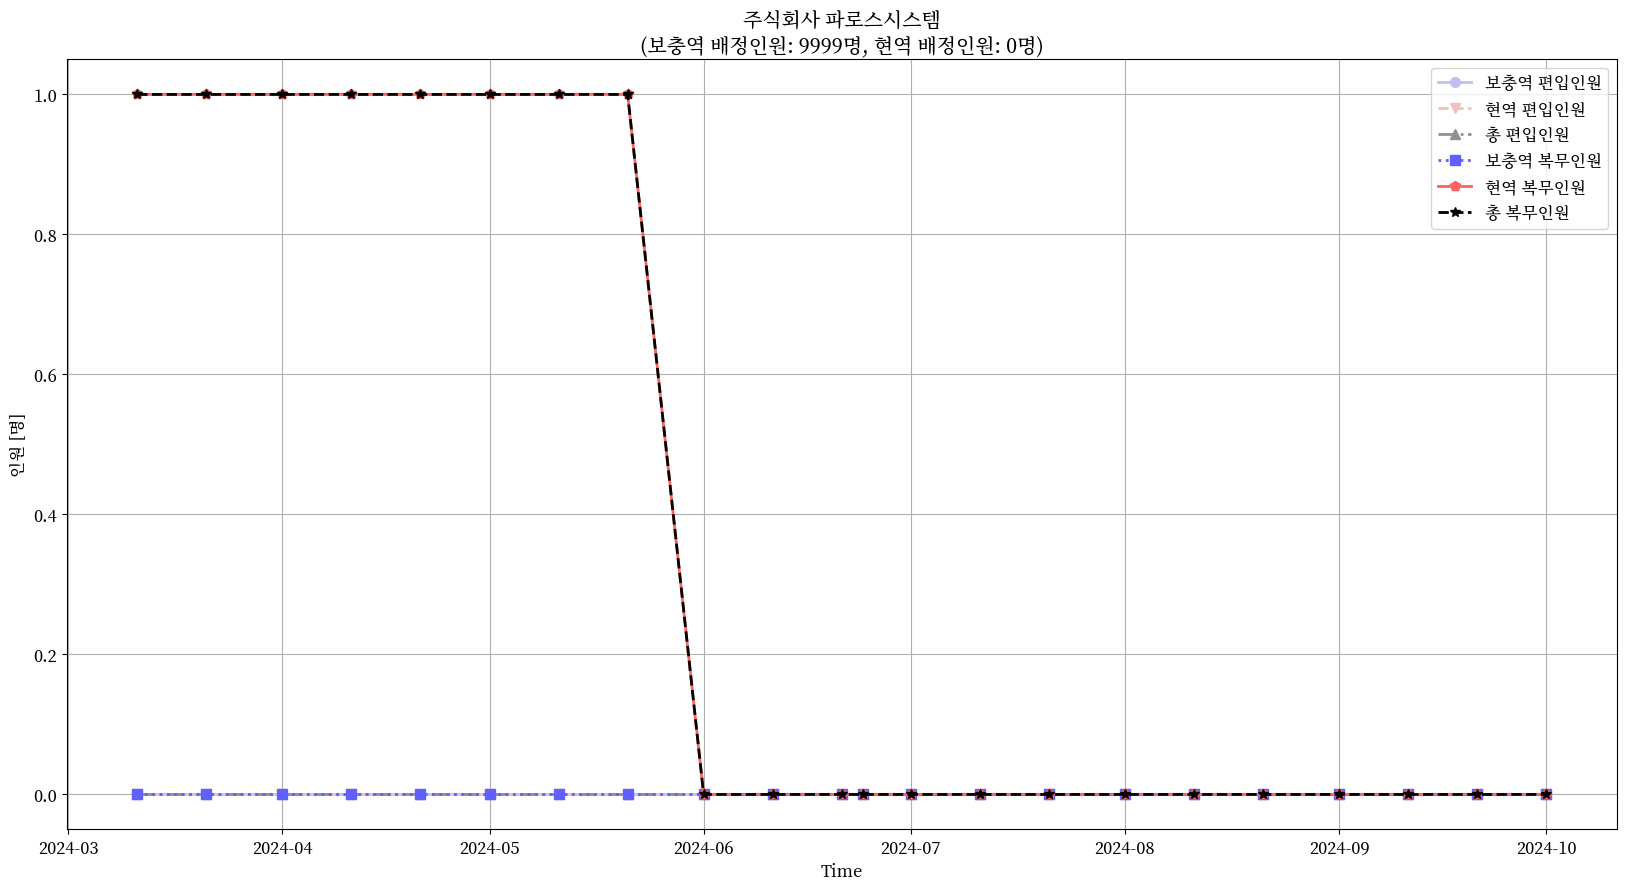 주식회사 파로스시스템
(보충역 배정인원: 9999명, 현역 배정인원: 0명)
보충역 편입인원
현역 편입인원
총 편입인원
보충역 복무인원
현역 복무인원
총 복무인원
인원 [명]
1.0
0.8
0.6
0.4
0.2
0.0
2024-03
2024-04
2024-05
2024-06
2024-07
2024-08
2024-09
2024-10
Time